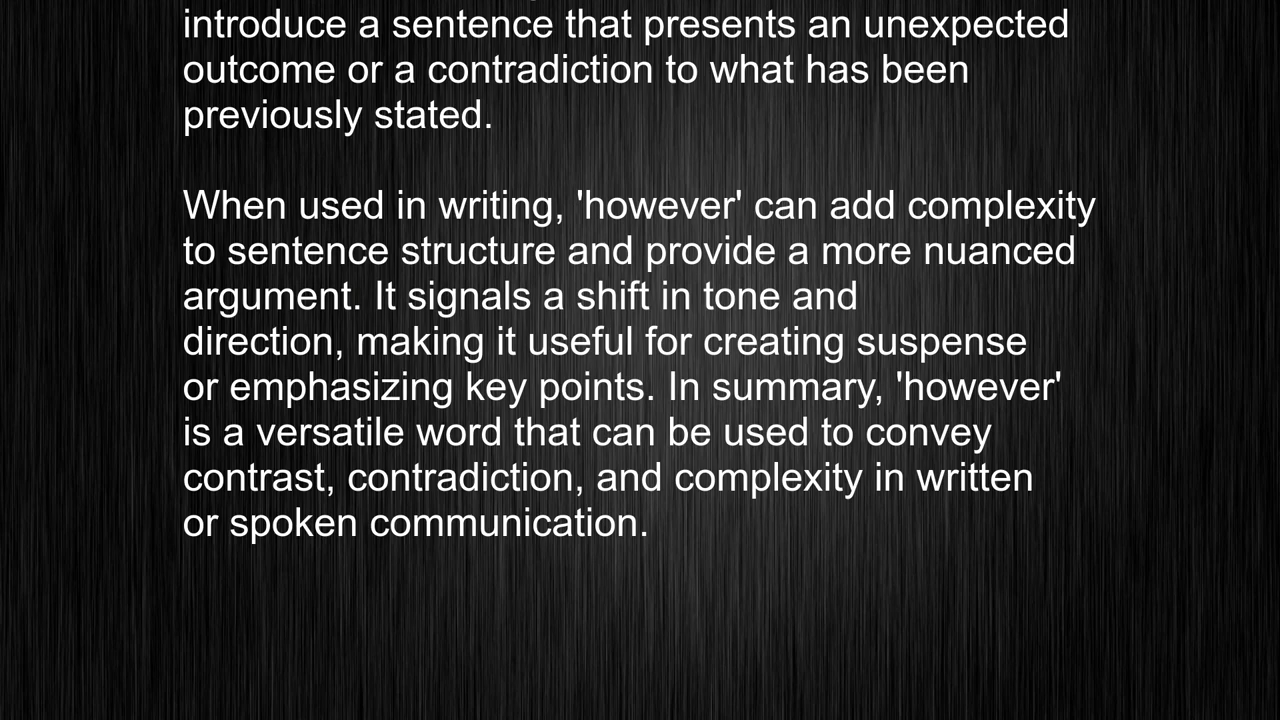 introduce a sentence that presents an unexpected
outcome or a contradiction to what has been
previously stated.
When used in writing, 'however' can add complexity
to sentence structure and provide a more nuanced
argument. It signals a shift in tone and
direction, making it useful for creating suspense
or emphasizing key points. In summary, 'however'
is a versatile word that can be used to convey
contrast, contradiction, and complexity in written
or spoken communication.